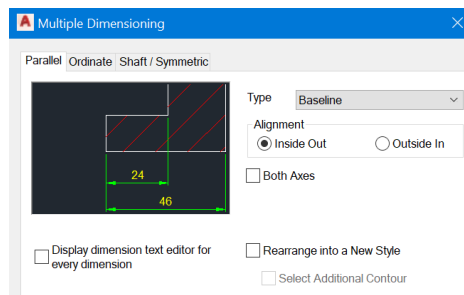 A Multiple Dimensioning
Parallel Ordinate Shaft / Symmetric
Type Baseline
Alignment
Inside Out Outside In
Both Axes
24
46
Display dimension text editor for
every dimension
Rearrange into a New Style
Select Additional Contour